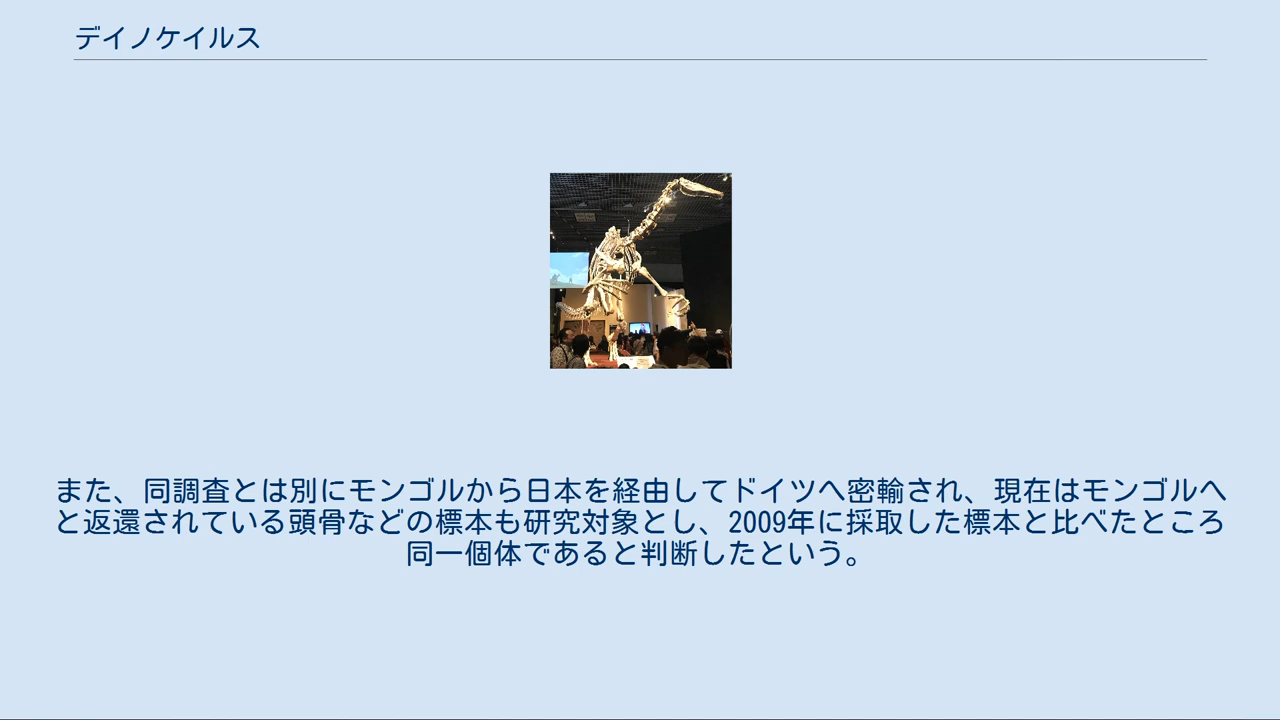 デイノケイルス
また、同調査とは別にモンゴルから日本を経由してドイツへ密輸され、現在はモンゴルへ
と返還されている頭骨などの標本も研究対象とし、2009年に採取した標本と比べたところ
同一個体であると判断したという。